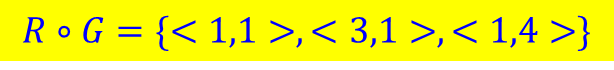 R ∘ G = {< 1,1 >, < 3,1 >, < 1,4 >}